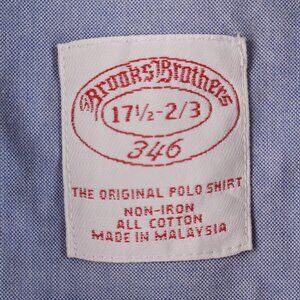 Brooks Brothers
17½-2/3
346
THE ORIGINAL POLO SHIRT
NON-IRON
ALL COTTON
MADE IN MALAYSIA